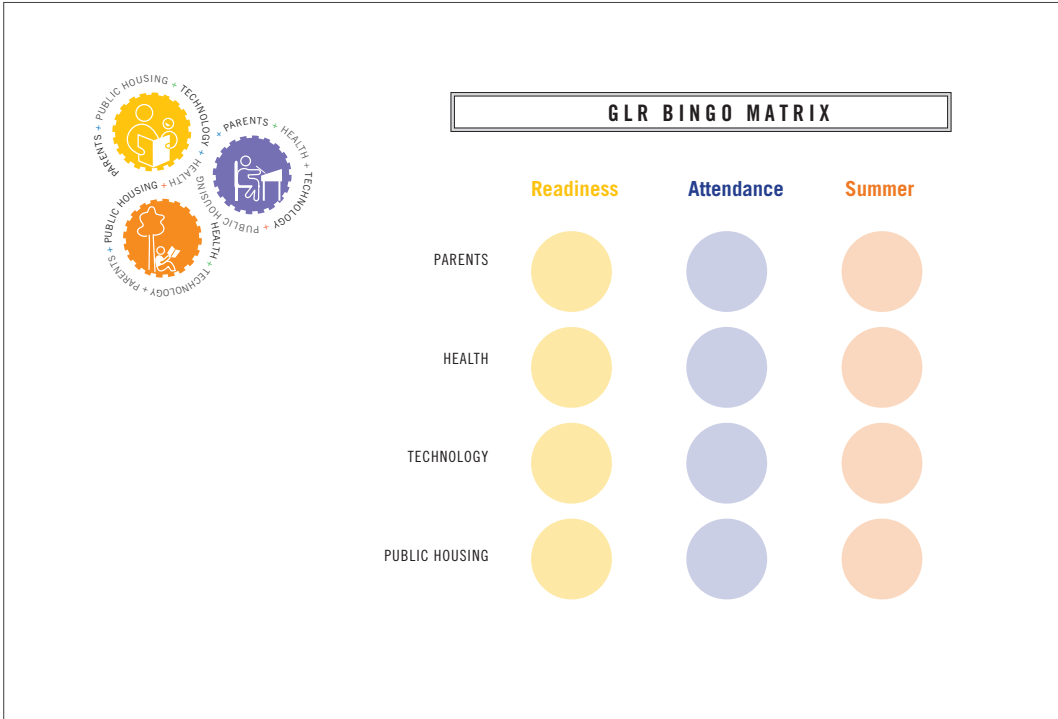 PARENTS + PUBLIC HOUSING + TECHNOLOGY + HEALTH +
+ PARENTS + HEALTH + TECHNOLOGY + PUBLIC HOUSING
PARENTS + PUBLIC HOUSING + HEALTH + TECHNOLOGY +
GLR BINGO MATRIX
Readiness Attendance Summer
PARENTS
HEALTH
TECHNOLOGY
PUBLIC HOUSING